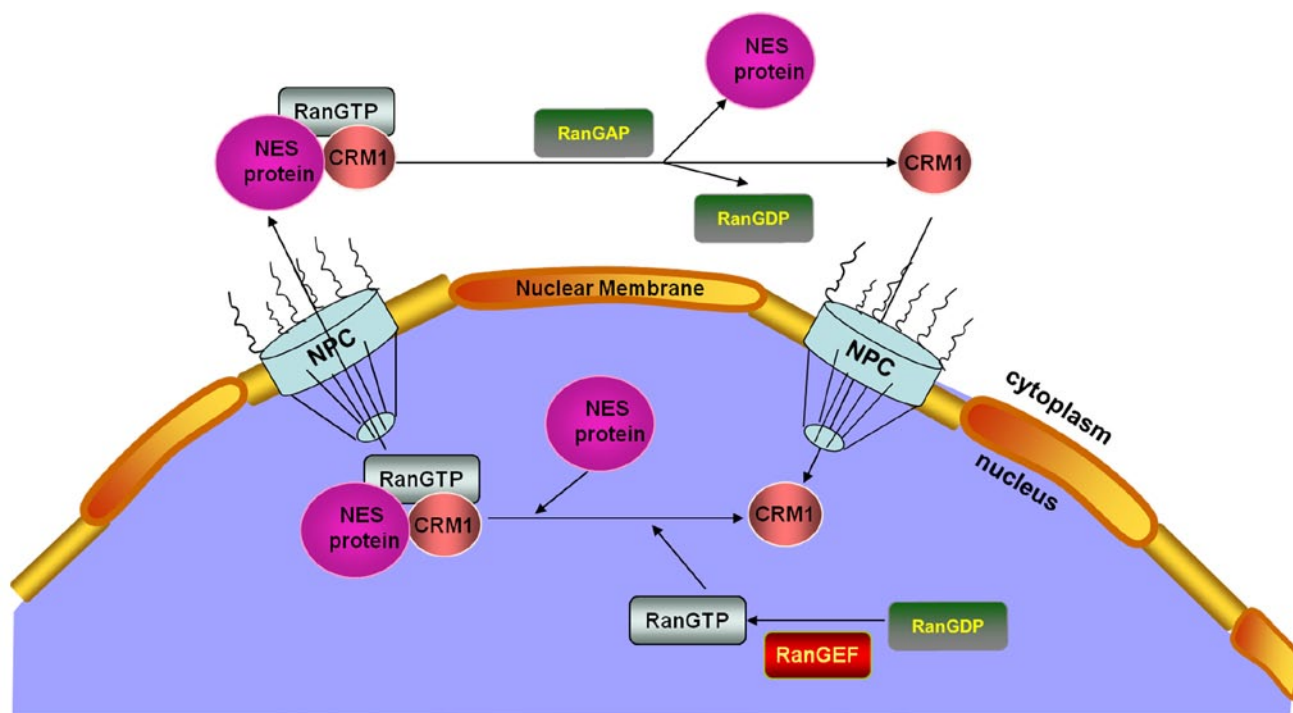 NES
protein
RanGTP
NES
protein
CRM1
RanGAP
CRM1
RanGDP
Nuclear Membrane
NPC
NPC
cytoplasm
nucleus
NES
protein
RanGTP
NES
protein
CRM1
CRM1
RanGTP
RanGDP
RanGEF